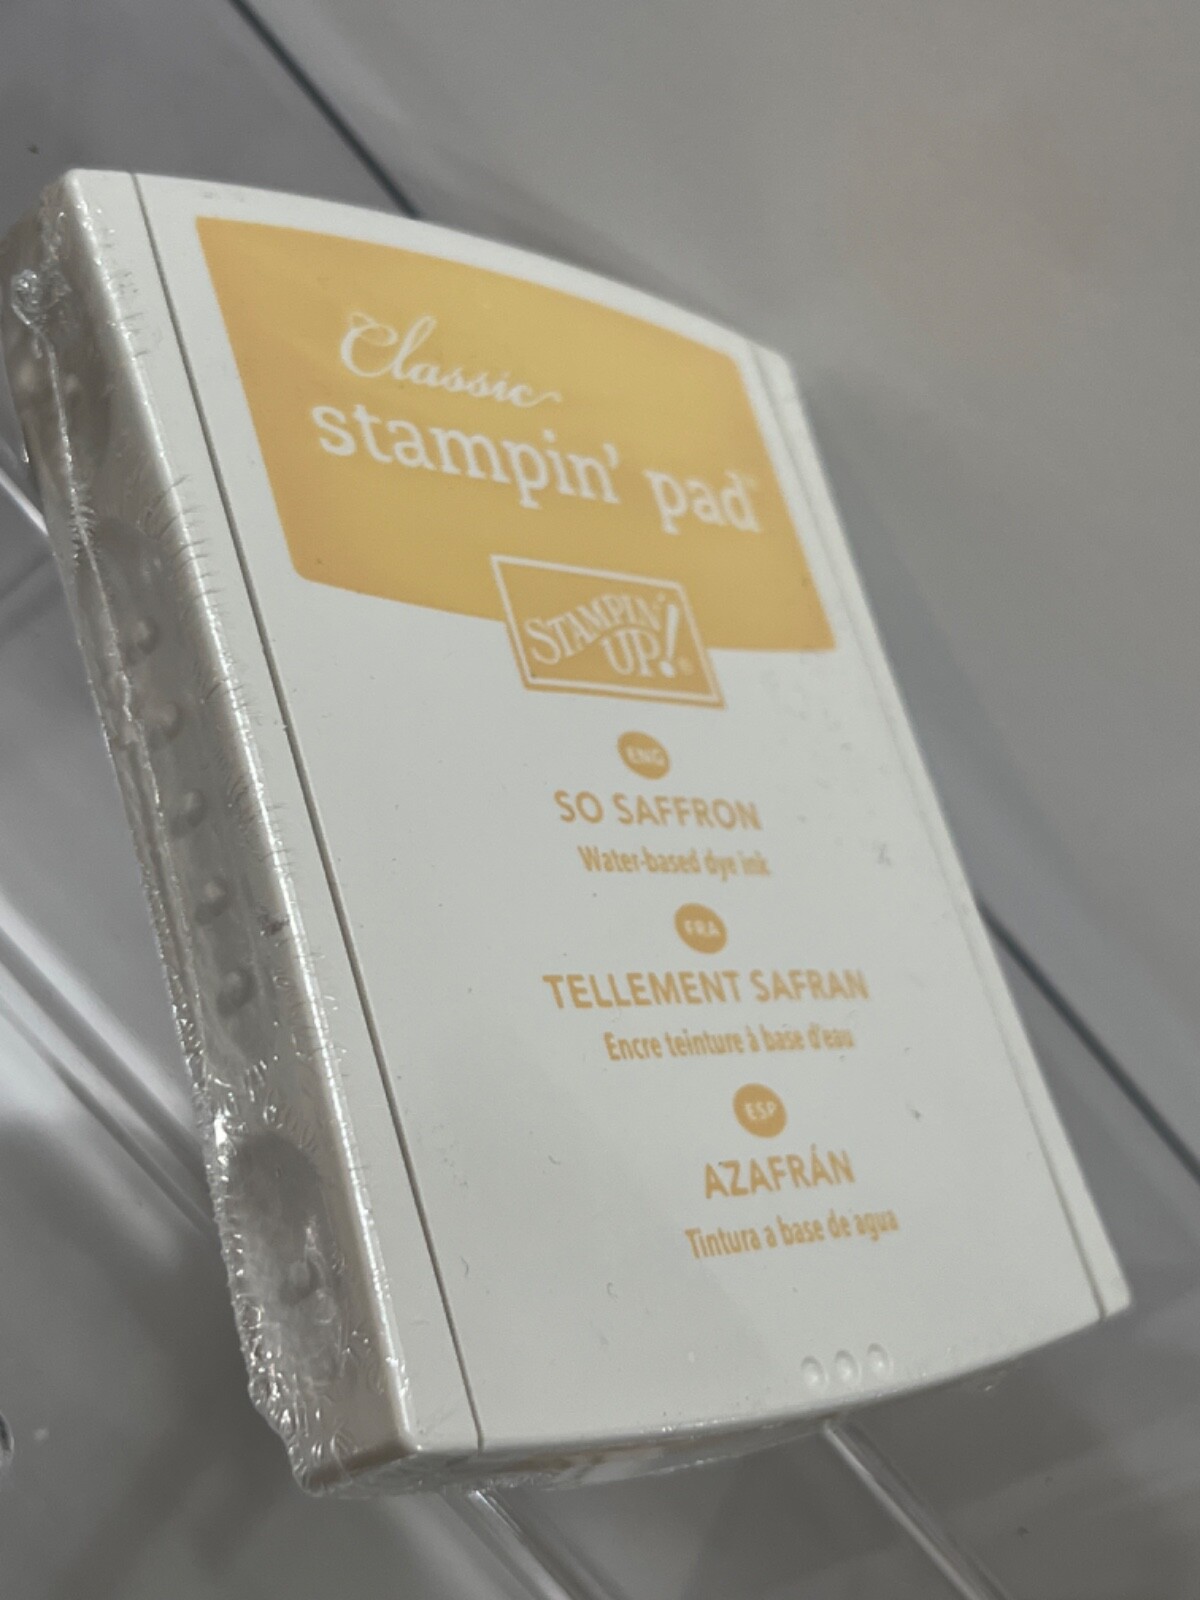 Classic
stampin' pad
STAMPIN'
UP!®
ENG
SO SAFFRON
Water-based dye ink
FRA
TELLEMENT SAFRAN
Encre teinture à base d'eau
ESP
AZAFRÁN
Tintura a base de agua